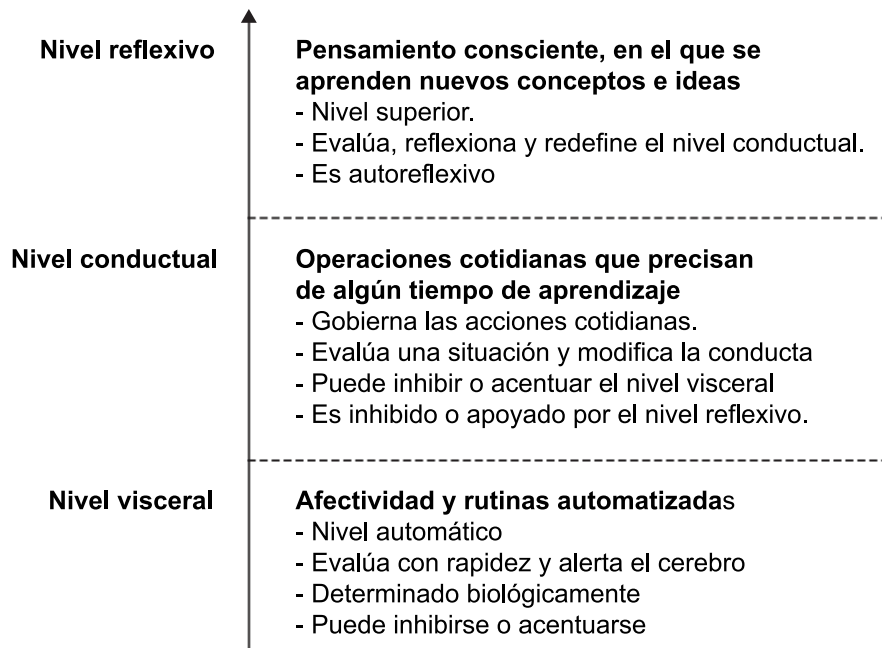 Nivel reflexivo
Pensamiento consciente, en el que se
aprenden nuevos conceptos e ideas
- Nivel superior.
- Evalúa, reflexiona y redefine el nivel conductual.
- Es autoreflexivo
Nivel conductual
Operaciones cotidianas que precisan
de algún tiempo de aprendizaje
- Gobierna las acciones cotidianas.
- Evalúa una situación y modifica la conducta
- Puede inhibir o acentuar el nivel visceral
- Es inhibido o apoyado por el nivel reflexivo.
Nivel visceral
Afectividad y rutinas automatizadas
- Nivel automático
- Evalúa con rapidez y alerta el cerebro
- Determinado biológicamente
- Puede inhibirse o acentuarse